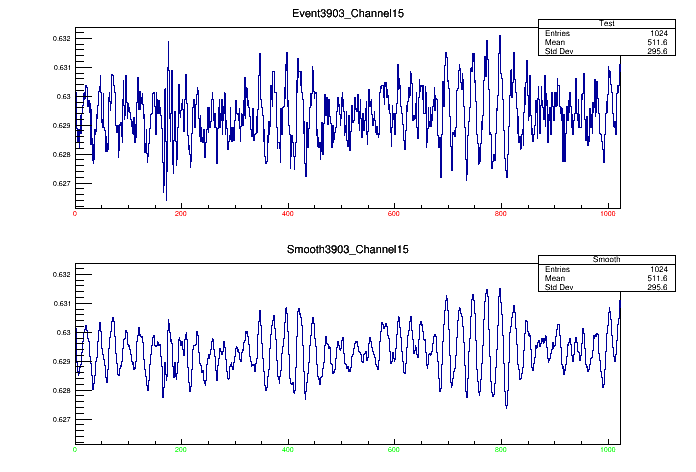 Event3903_Channel15
Test
Entries 1024
Mean 511.6
Std Dev 295.6
0.632
0.631
0.63
0.629
0.628
0.627
0 200 400 600 800 1000
Smooth3903_Channel15
Smooth
Entries 1024
Mean 511.6
Std Dev 295.6
0.632
0.631
0.63
0.629
0.628
0.627
0 200 400 600 800 1000